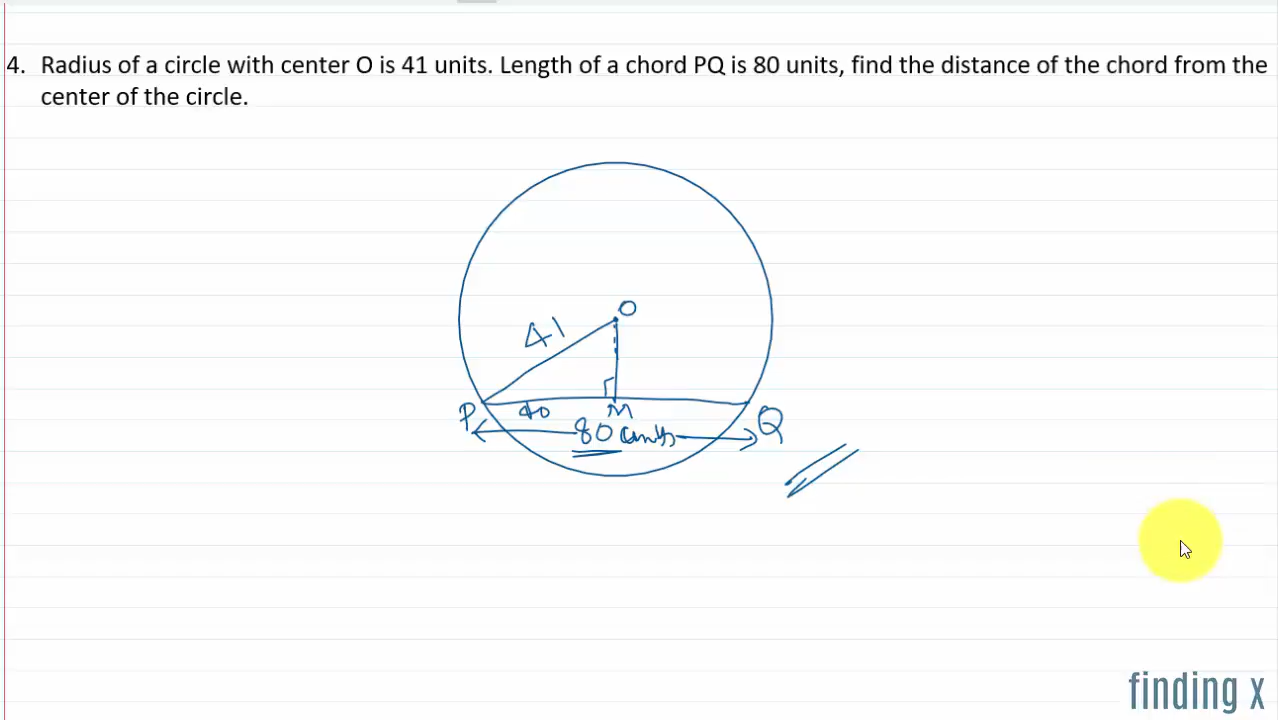 4. Radius of a circle with center O is 41 units. Length of a chord PQ is 80 units, find the distance of the chord from the
center of the circle.
O
41
P
40
M
Q
80 units
finding x